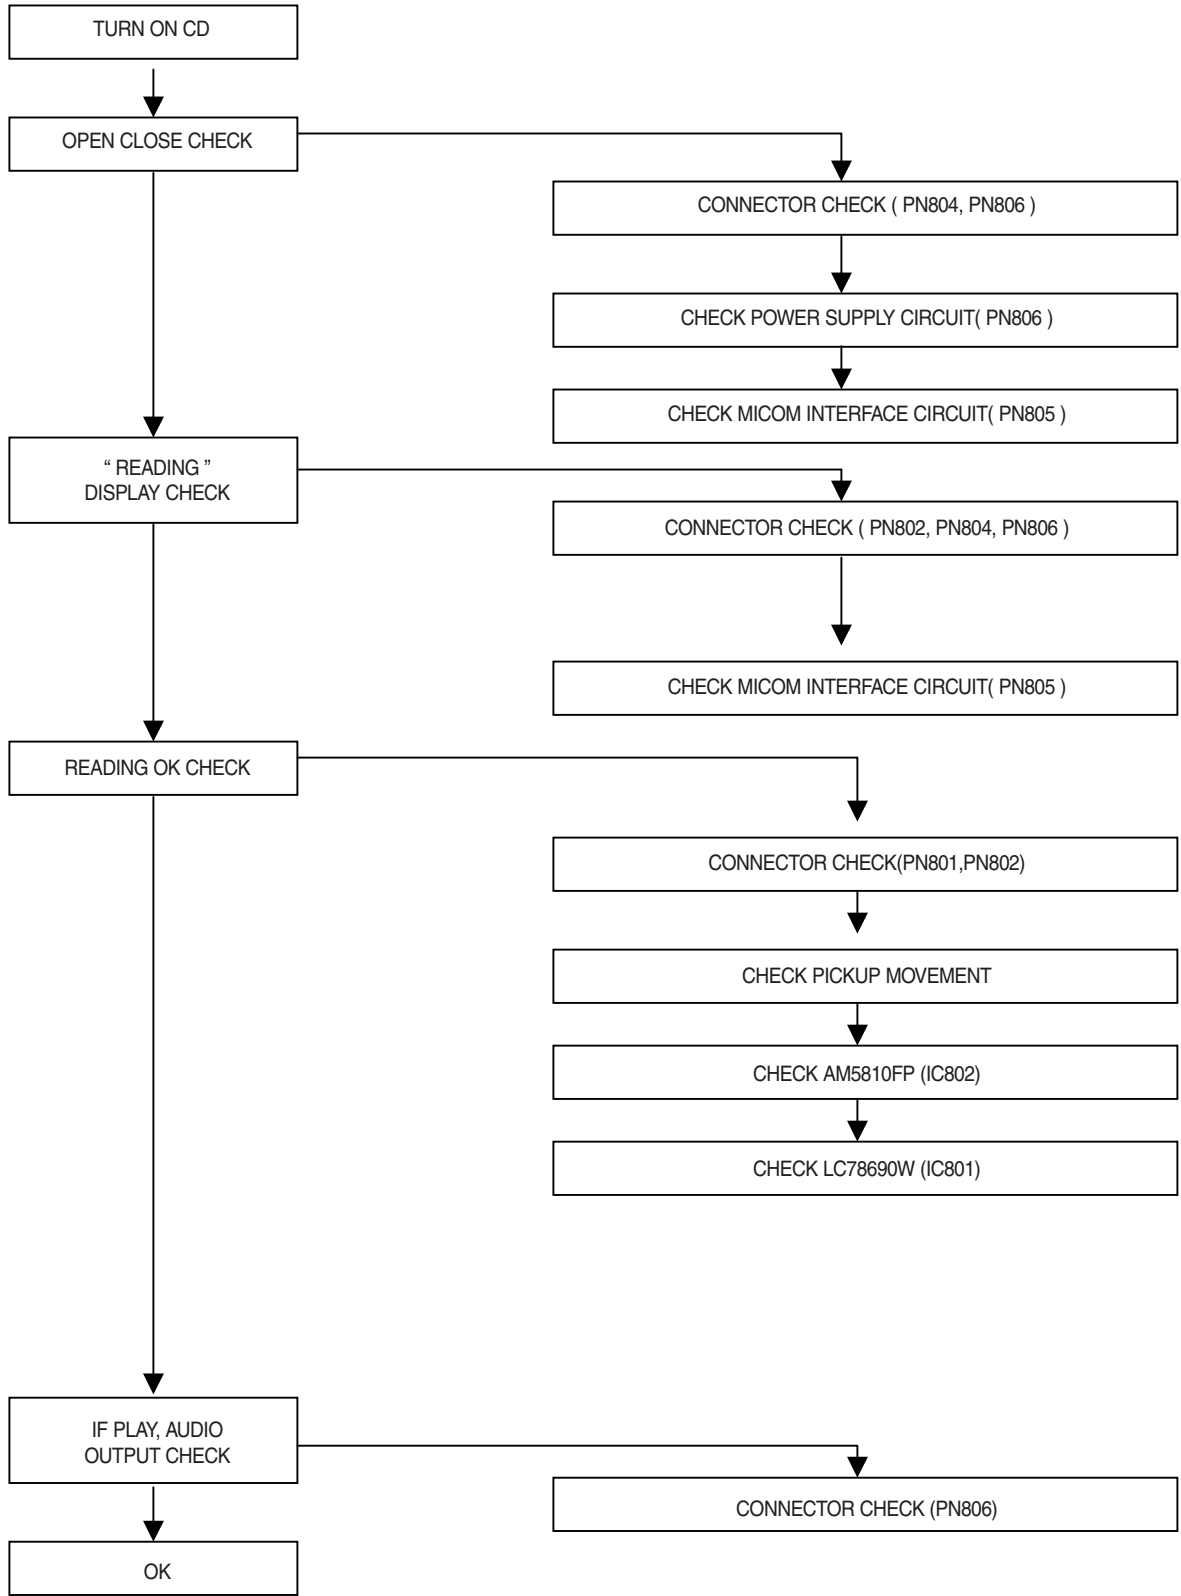 TURN ON CD
OPEN CLOSE CHECK
CONNECTOR CHECK ( PN804, PN806 )
CHECK POWER SUPPLY CIRCUIT( PN806 )
CHECK MICOM INTERFACE CIRCUIT( PN805 )
“ READING ”
DISPLAY CHECK
CONNECTOR CHECK ( PN802, PN804, PN806 )
CHECK MICOM INTERFACE CIRCUIT( PN805 )
READING OK CHECK
CONNECTOR CHECK(PN801,PN802)
CHECK PICKUP MOVEMENT
CHECK AM5810FP (IC802)
CHECK LC78690W (IC801)
IF PLAY, AUDIO
OUTPUT CHECK
CONNECTOR CHECK (PN806)
OK